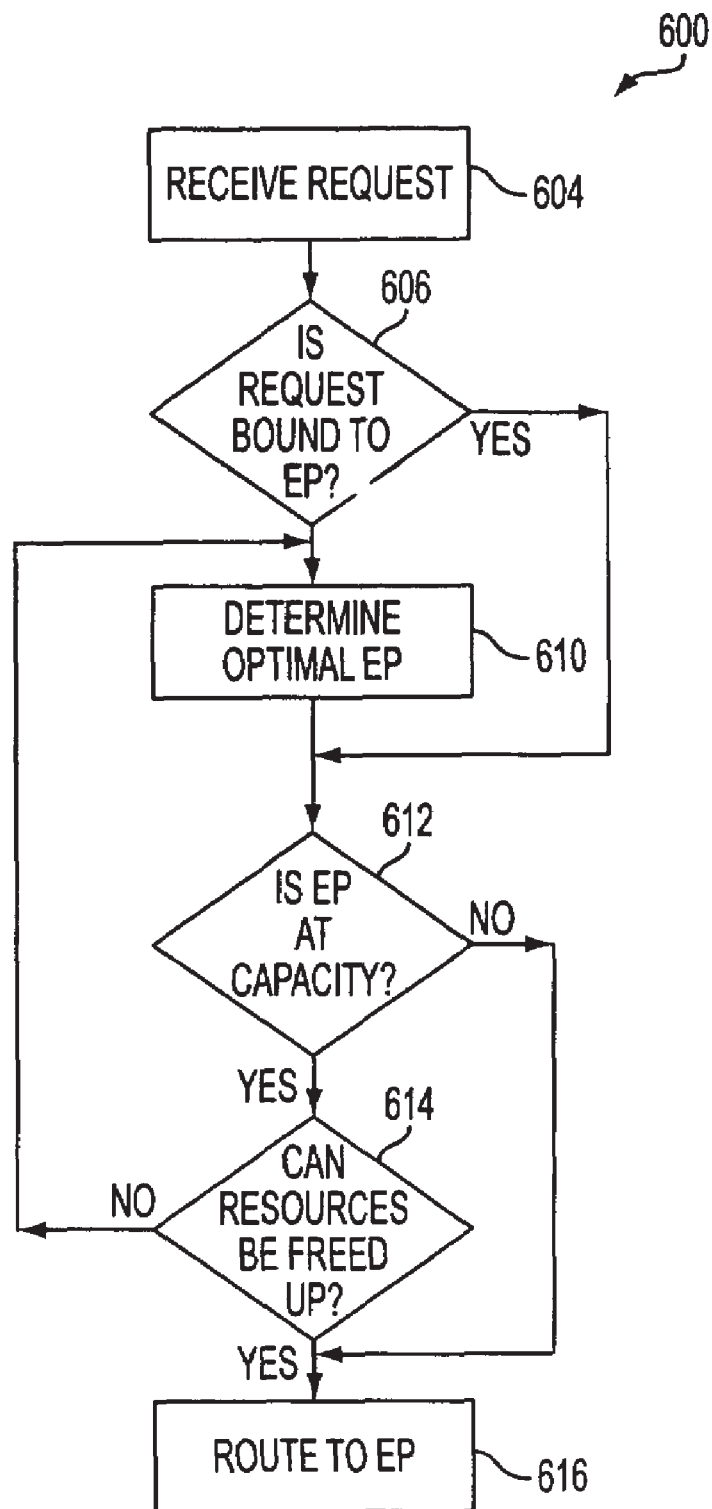 600
RECEIVE REQUEST
604
606
IS
REQUEST
BOUND TO
EP?
YES
DETERMINE
OPTIMAL EP
610
612
IS EP
AT
CAPACITY?
NO
YES
614
CAN
RESOURCES
BE FREED
UP?
NO
YES
ROUTE TO EP
616